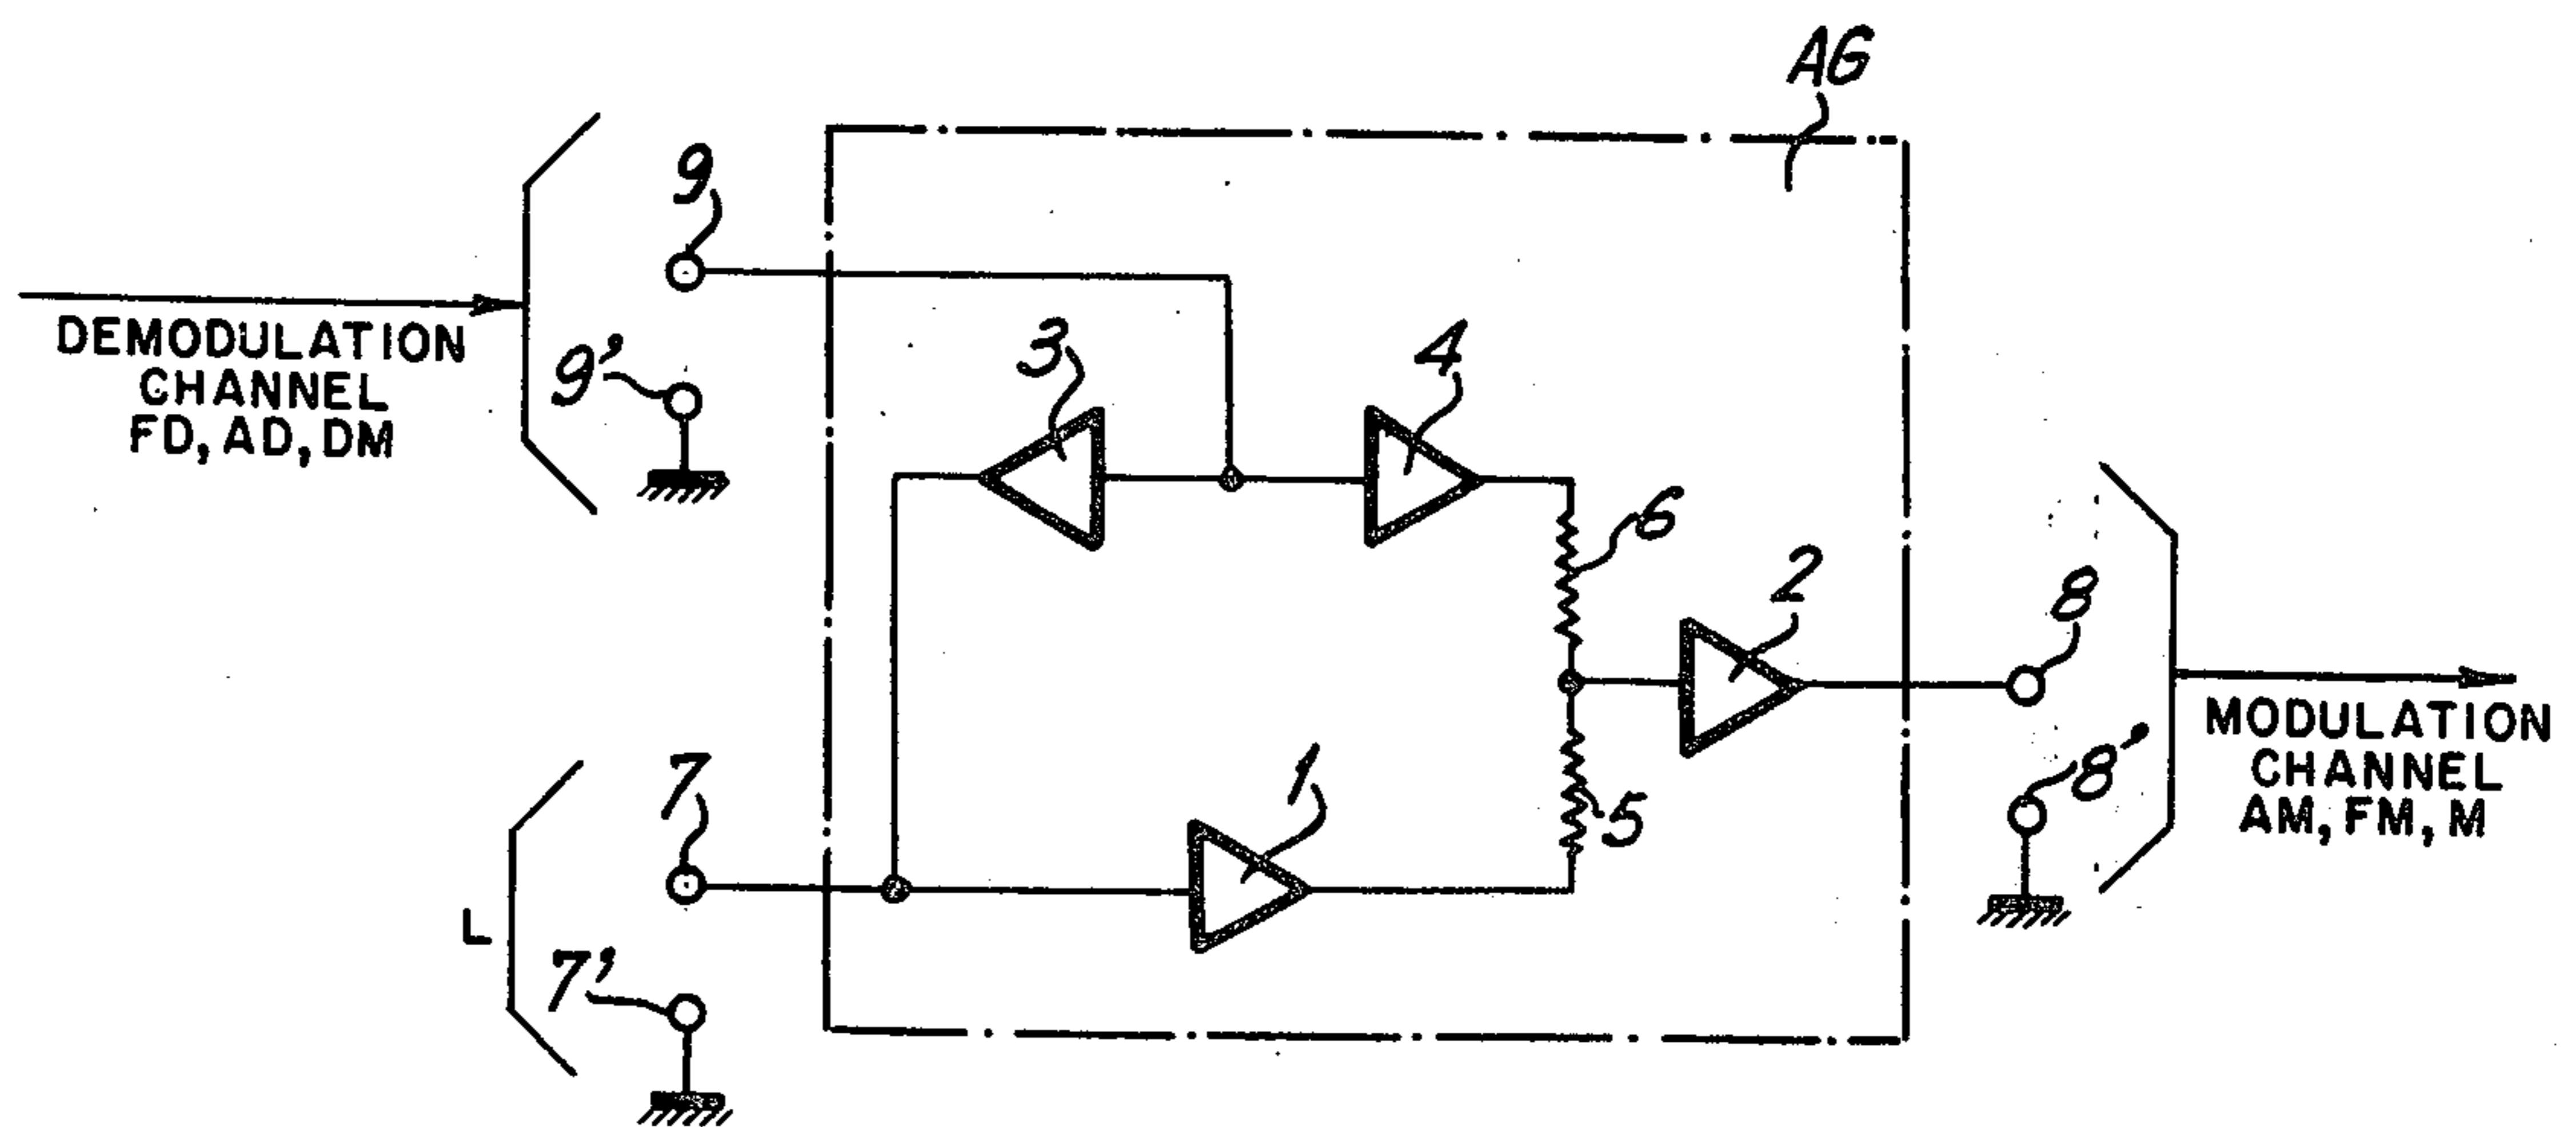 AG
9
DEMODULATION
CHANNEL
FD, AD, DM
9'
3
4
6
2
8
7
1
5
8'
MODULATION
CHANNEL
AM, FM, M
L
7'